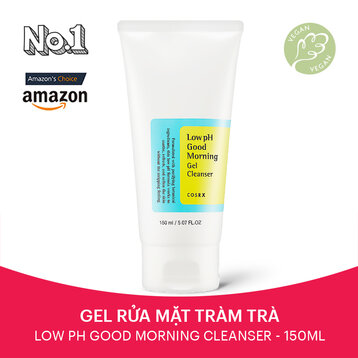 No.1
VEGAN
VEGAN
Amazon's Choice
amazon
Low pH
Good
Morning
Gel
Cleanser
COSRX
150 ml / 5.07 FL.OZ
GEL RỬA MẶT TRÀM TRÀ
LOW PH GOOD MORNING CLEANSER - 150ML